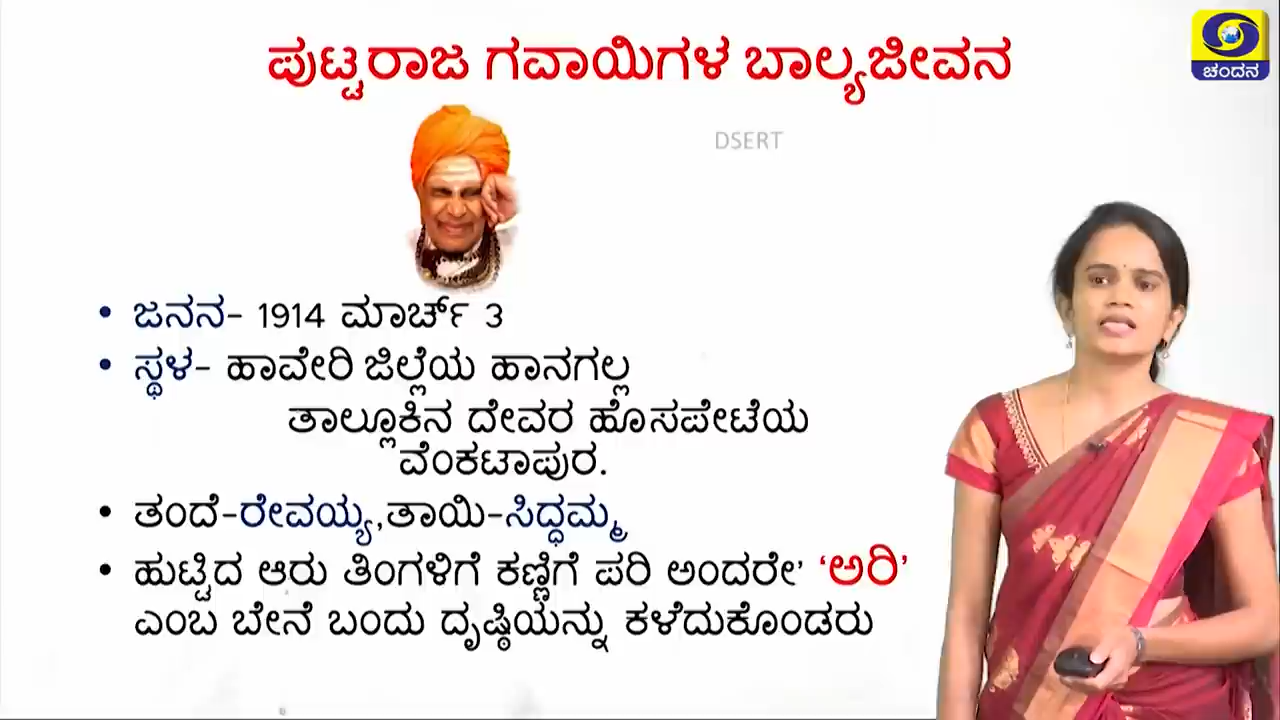 ಪುಟ್ಟರಾಜ ಗವಾಯಿಗಳ ಬಾಲ್ಯಜೀವನ
ಚಂದನ
DSERT
• ಜನನ- 1914 ಮಾರ್ಚ್ 3
• ಸ್ಥಳ- ಹಾವೇರಿ ಜಿಲ್ಲೆಯ ಹಾನಗಲ್ಲ
ತಾಲ್ಲೂಕಿನ ದೇವರ ಹೊಸಪೇಟೆಯ
ವೆಂಕಟಾಪುರ.
• ತಂದೆ-ರೇವಯ್ಯ,ತಾಯಿ-ಸಿದ್ಧಮ್ಮ
• ಹುಟ್ಟಿದ ಆರು ತಿಂಗಳಿಗೆ ಕಣ್ಣಿಗೆ ಪರಿ ಅಂದರೇ’ ‘ಅರಿ’
ಎಂಬ ಬೇನೆ ಬಂದು ದೃಷ್ಠಿಯನ್ನು ಕಳೆದುಕೊಂಡರು